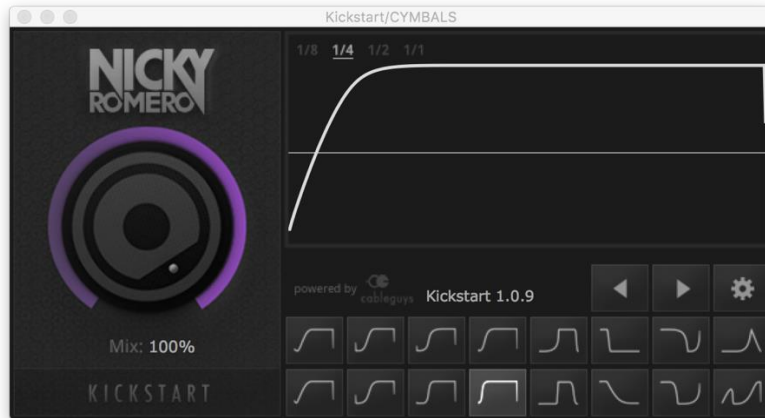 Kickstart/CYMBALS
NICKY
ROMERO
1/8 1/4 1/2 1/1
powered by cableguys Kickstart 1.0.9
Mix: 100%
KICKSTART